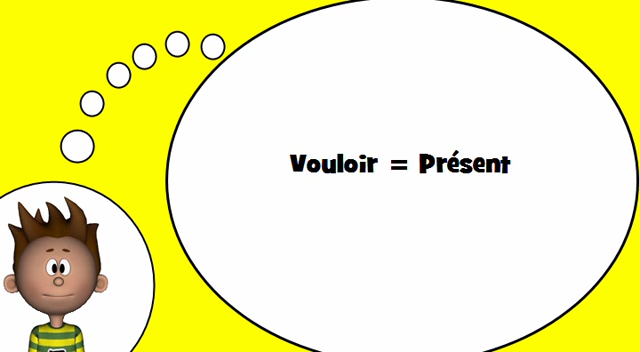 Vouloir = Présent